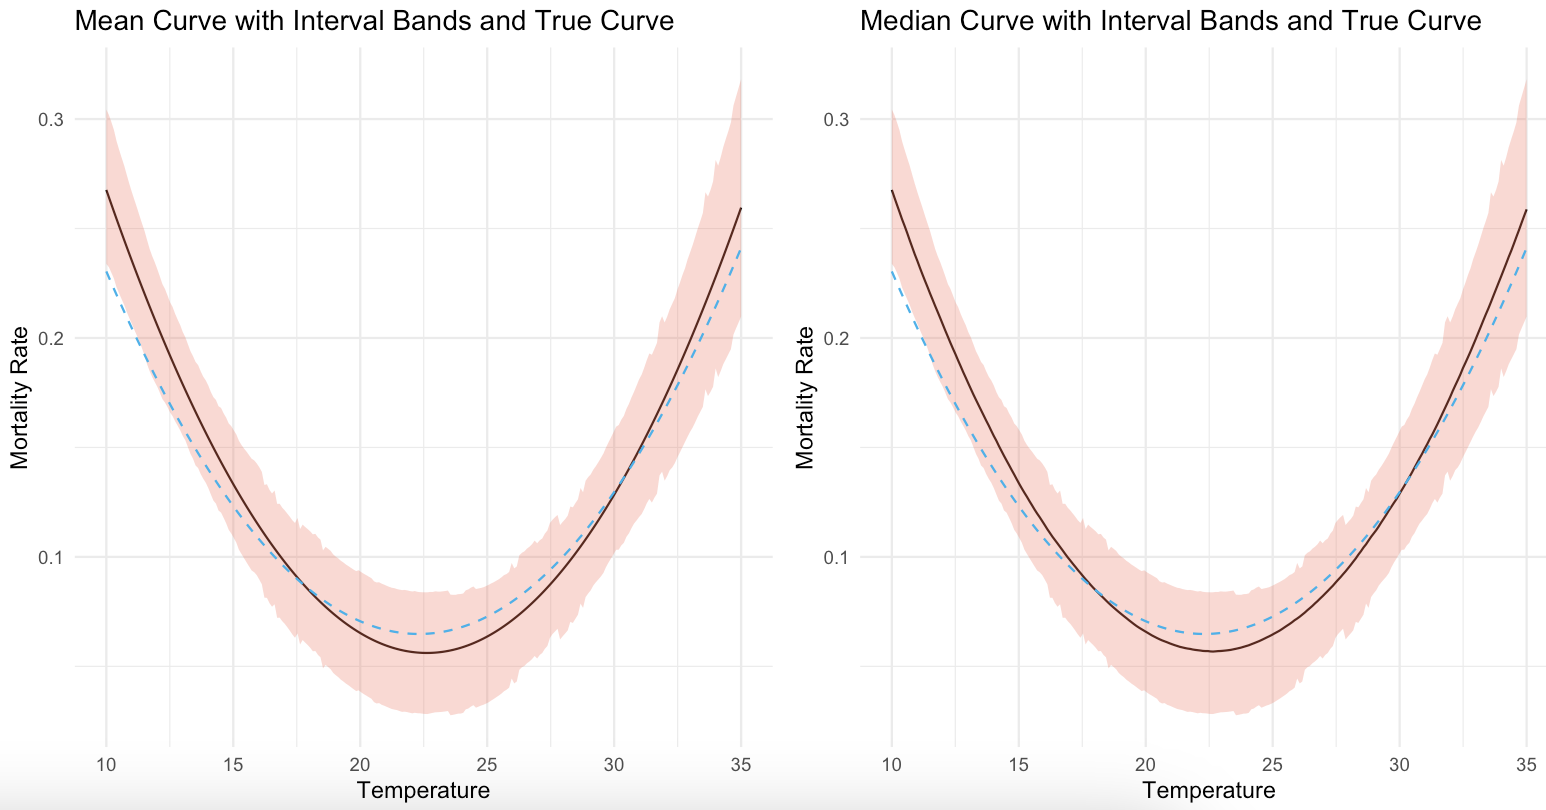 Mean Curve with Interval Bands and True Curve
0.3
0.2
0.1
Mortality Rate
10 15 20 25 30 35
Temperature
Median Curve with Interval Bands and True Curve
0.3
0.2
0.1
Mortality Rate
10 15 20 25 30 35
Temperature